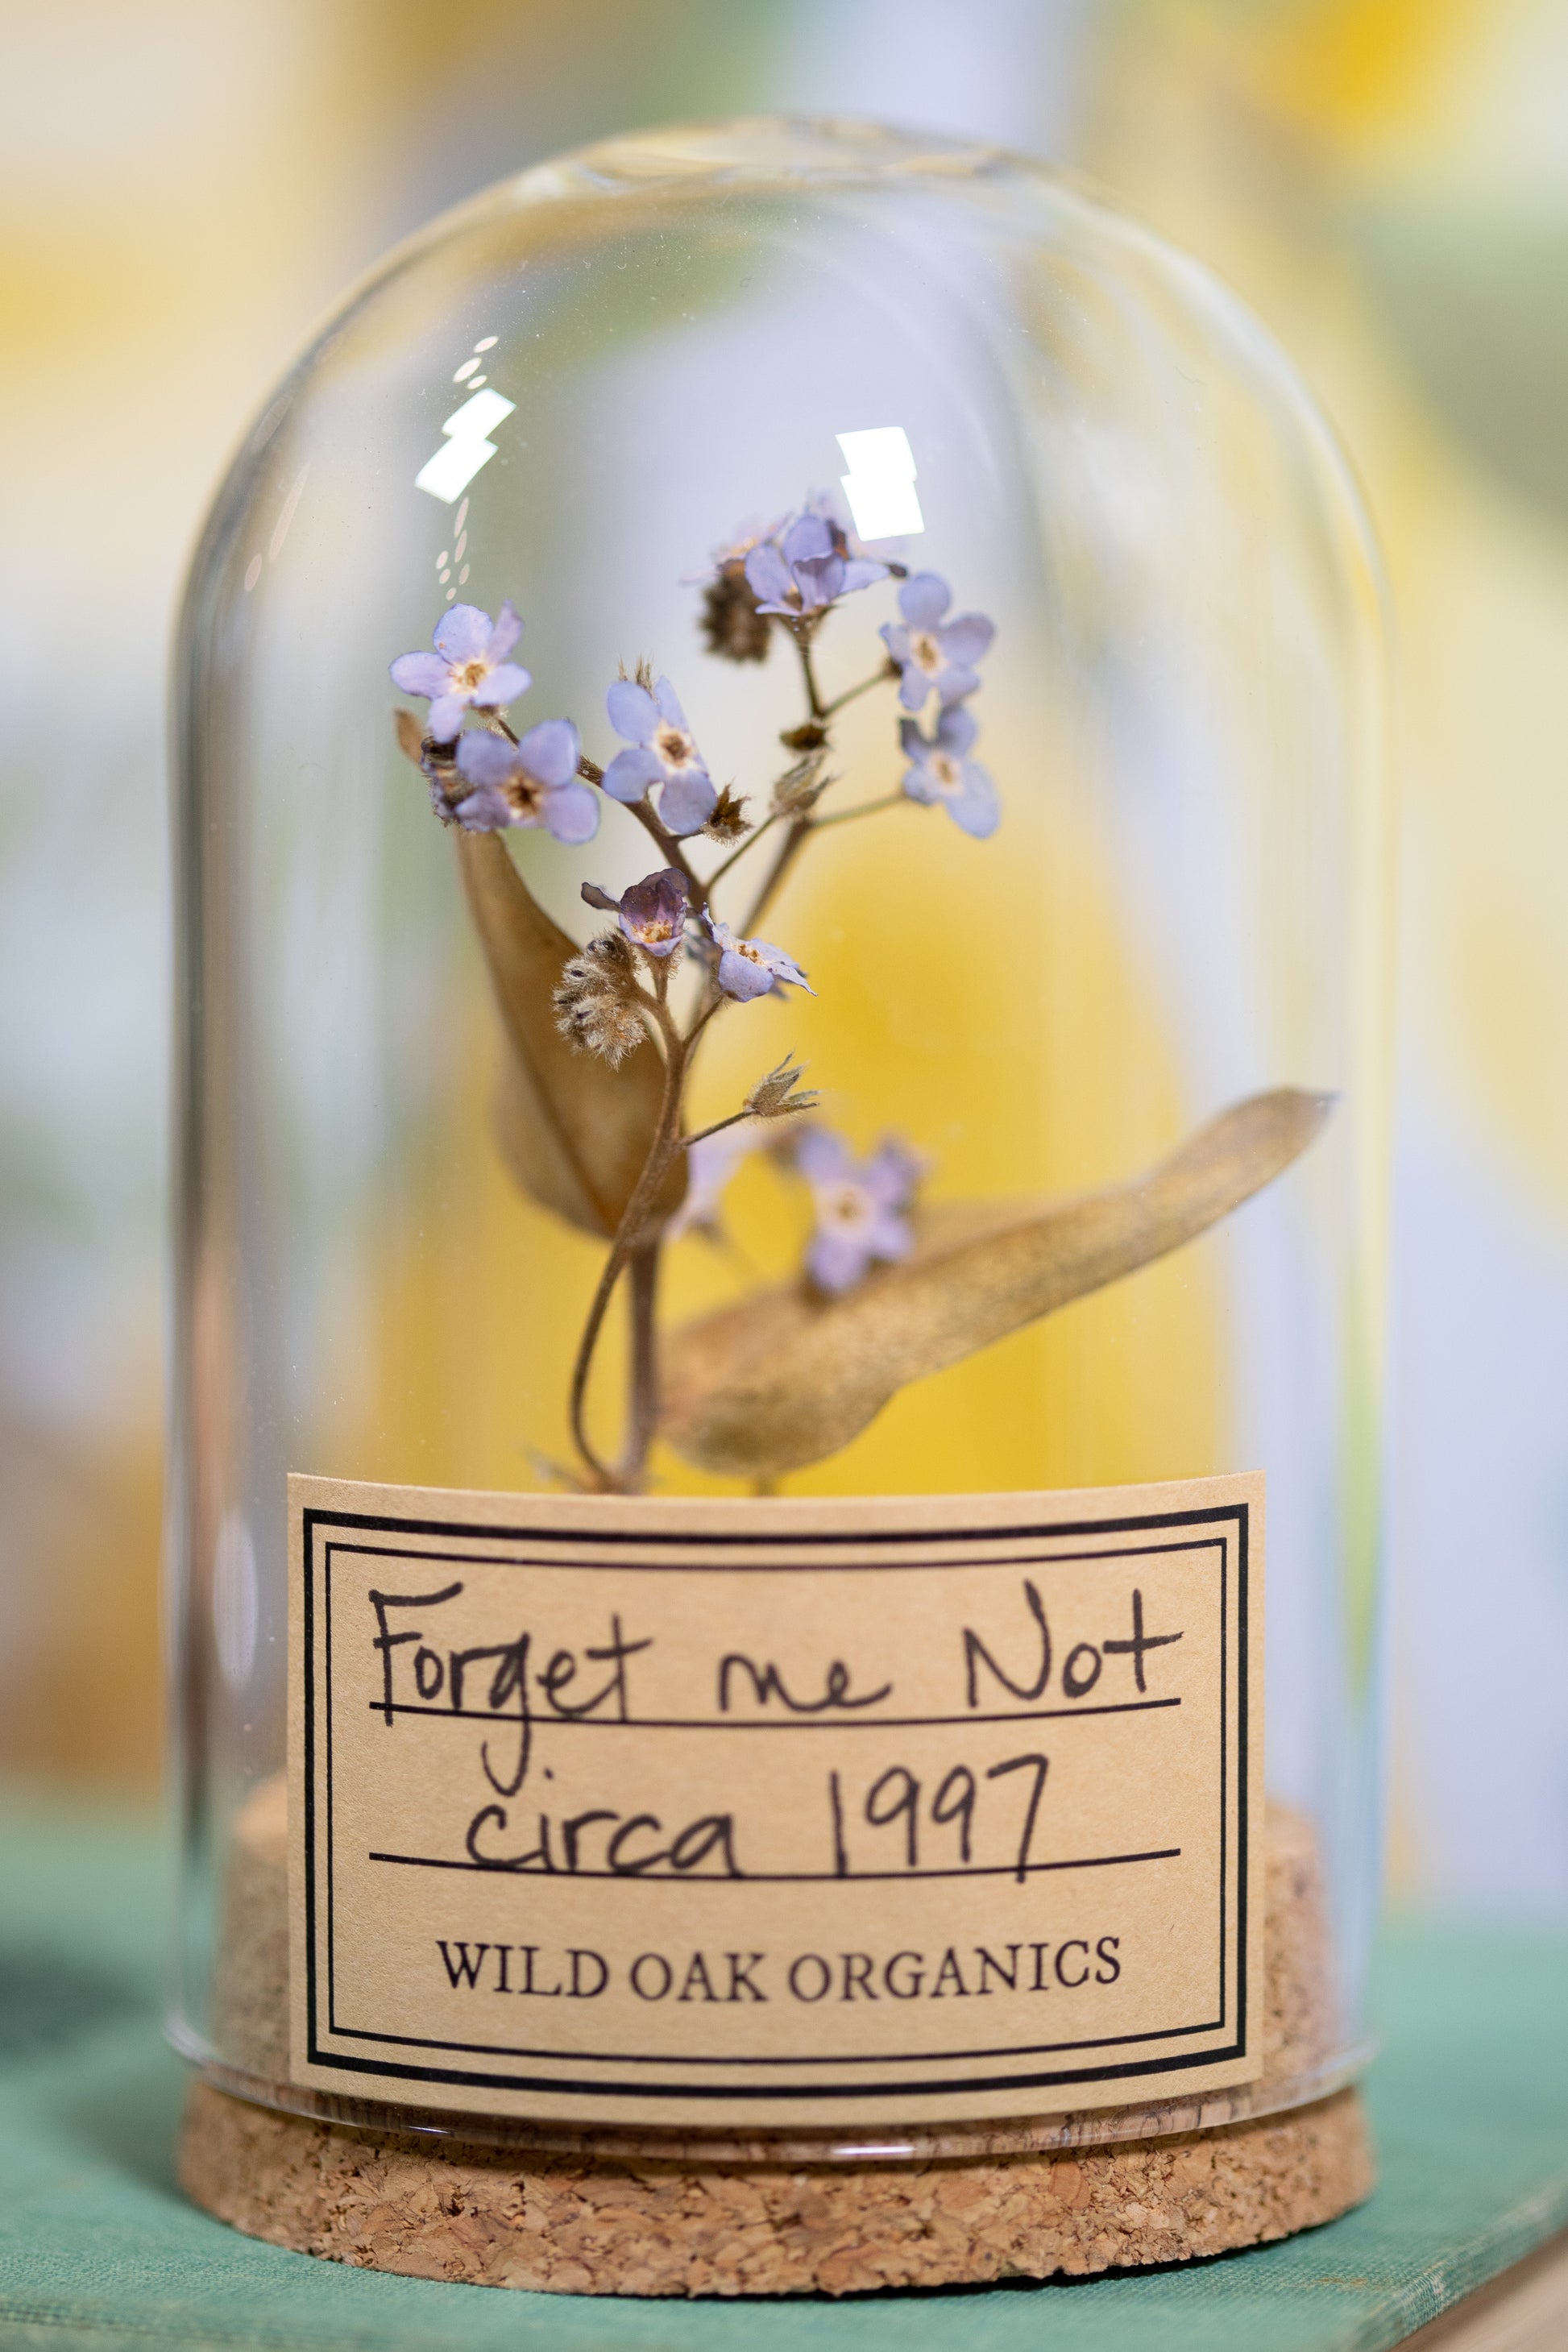 Forget me Not
circa 1997
WILD OAK ORGANICS